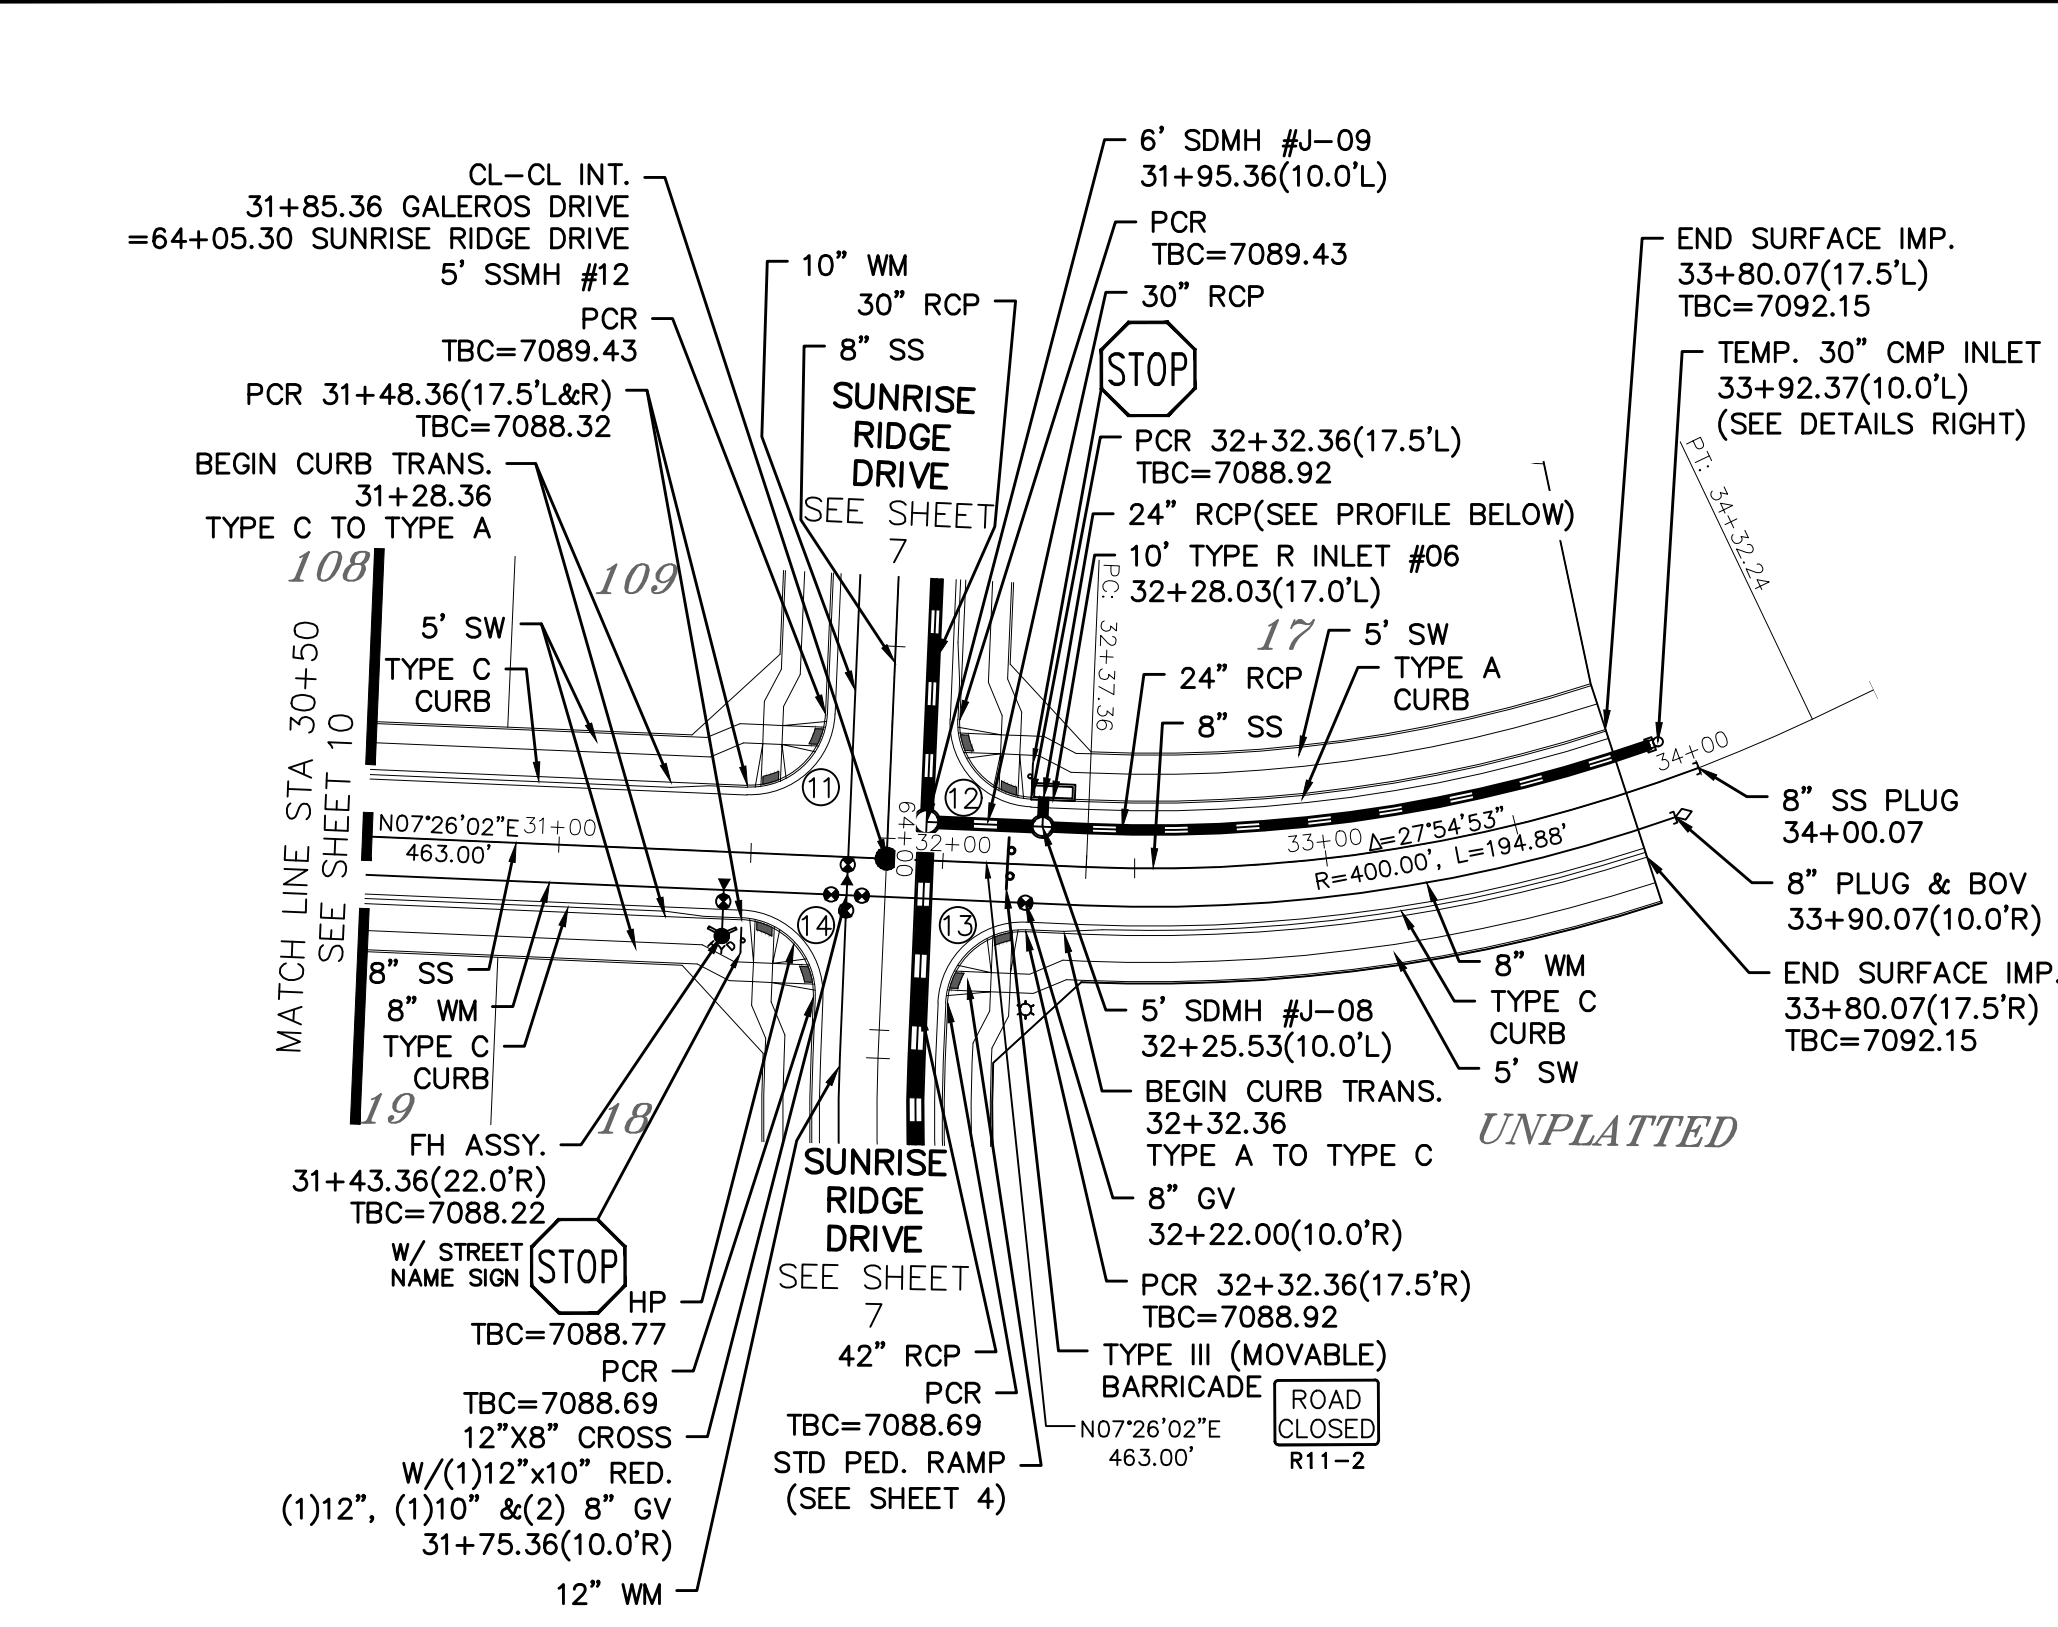 CL-CL INT.
31+85.36 GALEROS DRIVE
=64+05.30 SUNRISE RIDGE DRIVE
5' SSMH #12
PCR
TBC=7089.43
PCR 31+48.36(17.5'L&R)
TBC=7088.32
BEGIN CURB TRANS.
31+28.36
TYPE C TO TYPE A
10" WM
30" RCP
8" SS
SUNRISE
RIDGE
DRIVE
SEE SHEET
7
6' SDMH #J-09
31+95.36(10.0'L)
PCR
TBC=7089.43
30" RCP
STOP
PCR 32+32.36(17.5'L)
TBC=7088.92
24" RCP(SEE PROFILE BELOW)
10' TYPE R INLET #06
32+28.03(17.0'L)
END SURFACE IMP.
33+80.07(17.5'L)
TBC=7092.15
TEMP. 30" CMP INLET
33+92.37(10.0'L)
(SEE DETAILS RIGHT)
PT: 34+32.24
PC: 32+37.36
108
109
17
5' SW
TYPE C
CURB
5' SW
TYPE A
CURB
24" RCP
8" SS
MATCH LINE STA 30+50
SEE SHEET 10
11
12
N07°26'02"E
463.00'
31+00
64+00
32+00
33+00
34+00
Δ=27°54'53"
R=400.00', L=194.88'
14
13
8" SS PLUG
34+00.07
8" PLUG & BOV
33+90.07(10.0'R)
END SURFACE IMP.
33+80.07(17.5'R)
TBC=7092.15
8" SS
8" WM
TYPE C
CURB
19
18
8" WM
TYPE C
CURB
5' SW
UNPLATTED
5' SDMH #J-08
32+25.53(10.0'L)
BEGIN CURB TRANS.
32+32.36
TYPE A TO TYPE C
8" GV
32+22.00(10.0'R)
PCR 32+32.36(17.5'R)
TBC=7088.92
TYPE III (MOVABLE)
BARRICADE
ROAD
CLOSED
R11-2
N07°26'02"E
463.00'
FH ASSY.
31+43.36(22.0'R)
TBC=7088.22
W/ STREET
NAME SIGN
STOP
HP
TBC=7088.77
PCR
TBC=7088.69
12"X8" CROSS
W/(1)12"x10" RED.
(1)12", (1)10" &(2) 8" GV
31+75.36(10.0'R)
12" WM
SUNRISE
RIDGE
DRIVE
SEE SHEET
7
42" RCP
PCR
TBC=7088.69
STD PED. RAMP
(SEE SHEET 4)